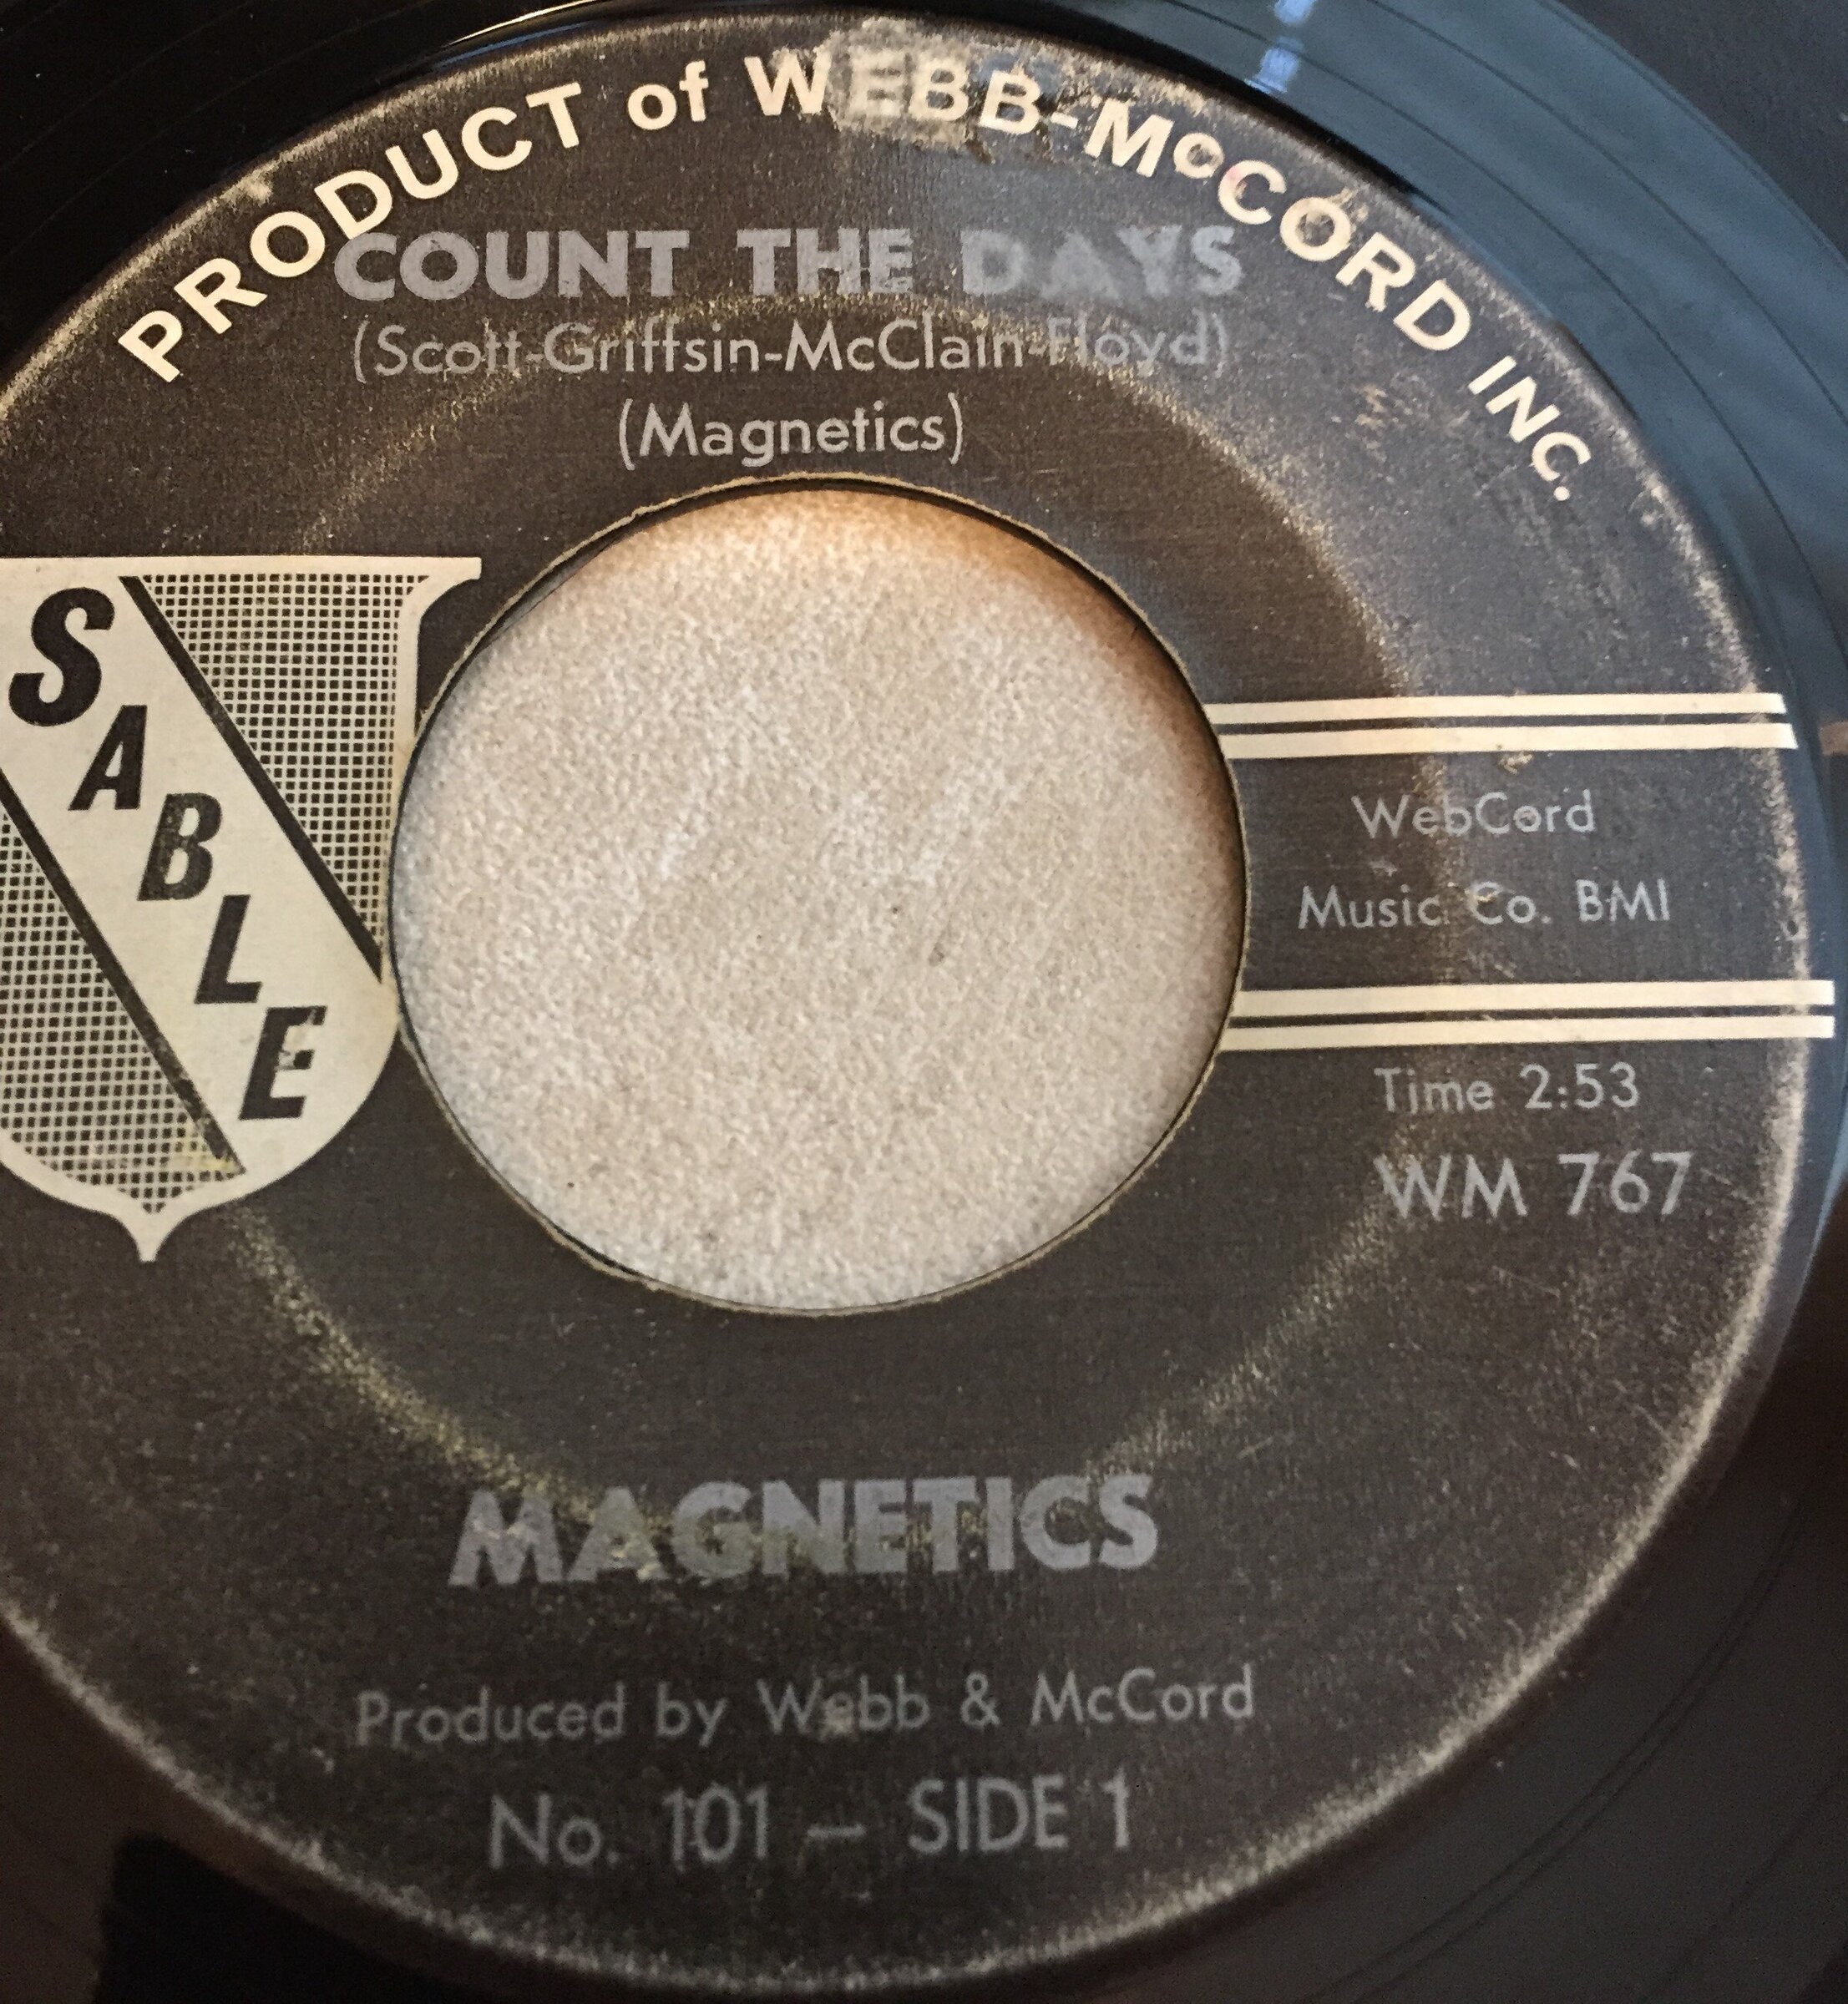 PRODUCT of WEBB-McCORD INC.
COUNT THE DAYS
(Scott-Griffsin-McClain-Floyd)
(Magnetics)
SABLE
WebCord
Music Co. BMI
Time 2:53
WM 767
MAGNETICS
Produced by Webb & McCord
No. 101 — SIDE 1